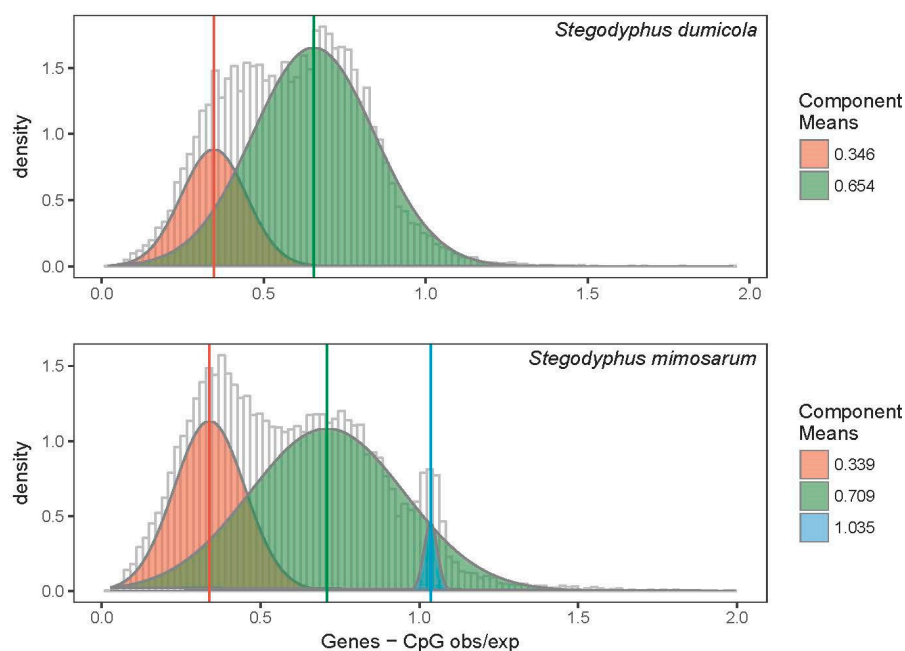 Stegodyphus dumicola
density
1.5
1.0
0.5
0.0
0.0
0.5
1.0
1.5
2.0
Component
Means
0.346
0.654
Stegodyphus mimosarum
density
1.5
1.0
0.5
0.0
0.0
0.5
1.0
1.5
2.0
Genes − CpG obs/exp
Component
Means
0.339
0.709
1.035